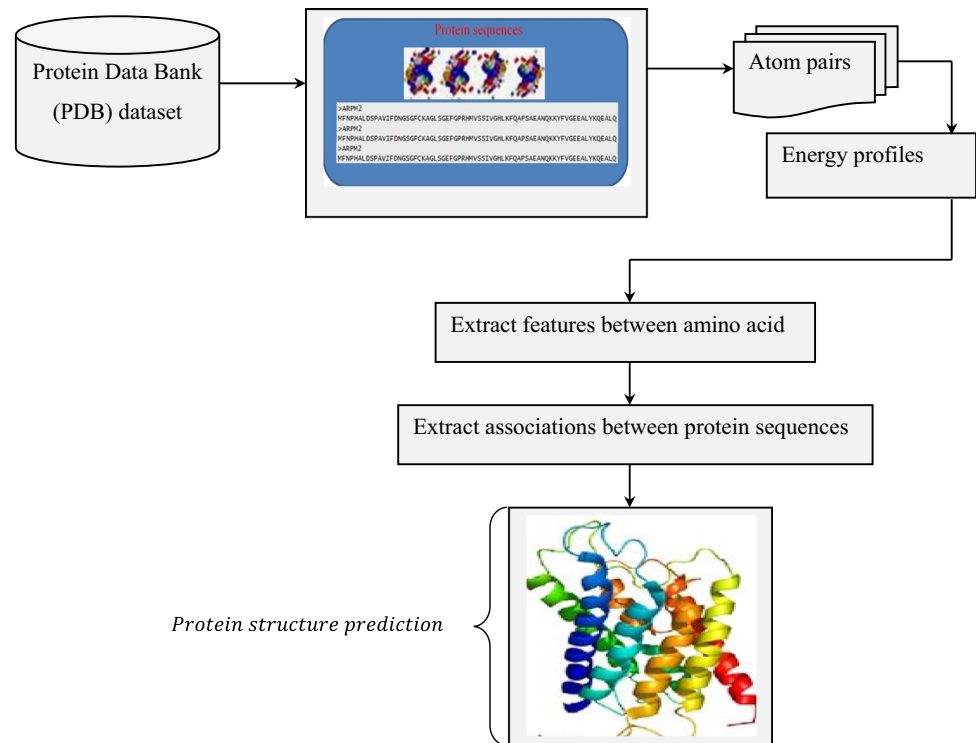 Protein Data Bank
(PDB) dataset
Protein sequences
>ARPM2
MFNPHALDSPAVIFDNGSGFCKAGLSGEFGPRHMVSSIVGHLKFQAPSAEANQKKYFVGEEALYKQEALQ
>ARPM2
MFNPHALDSPAVIFDNGSGFCKAGLSGEFGPRHMVSSIVGHLKFQAPSAEANQKKYFVGEEALYKQEALQ
>ARPM2
MFNPHALDSPAVIFDNGSGFCKAGLSGEFGPRHMVSSIVGHLKFQAPSAEANQKKYFVGEEALYKQEALQ
Atom pairs
Energy profiles
Extract features between amino acid
Extract associations between protein sequences
Protein structure prediction